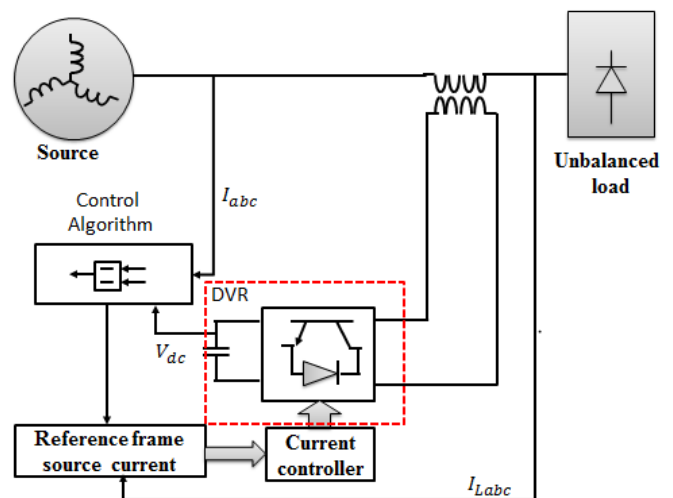 Source
Unbalanced
load
Control
Algorithm
I_abc
DVR
V_dc
Reference frame
source current
Current
controller
I_Labc